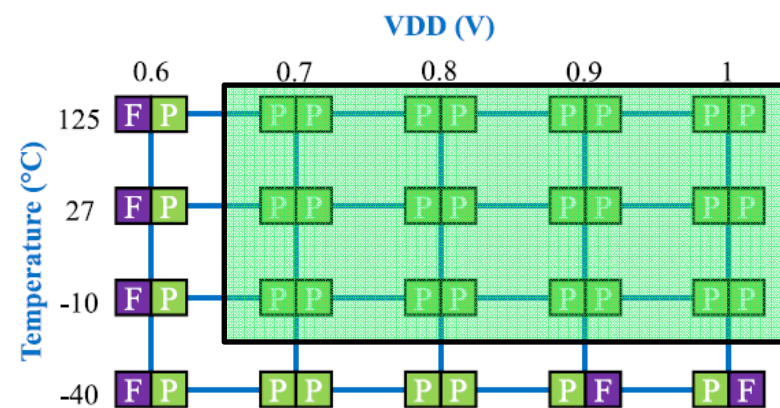 VDD (V)
0.6 0.7 0.8 0.9 1
Temperature (°C)
125 F P P P P P P P P P
27 F P P P P P P P P P
-10 F P P P P P P P P P
-40 F P P P P P P F P F